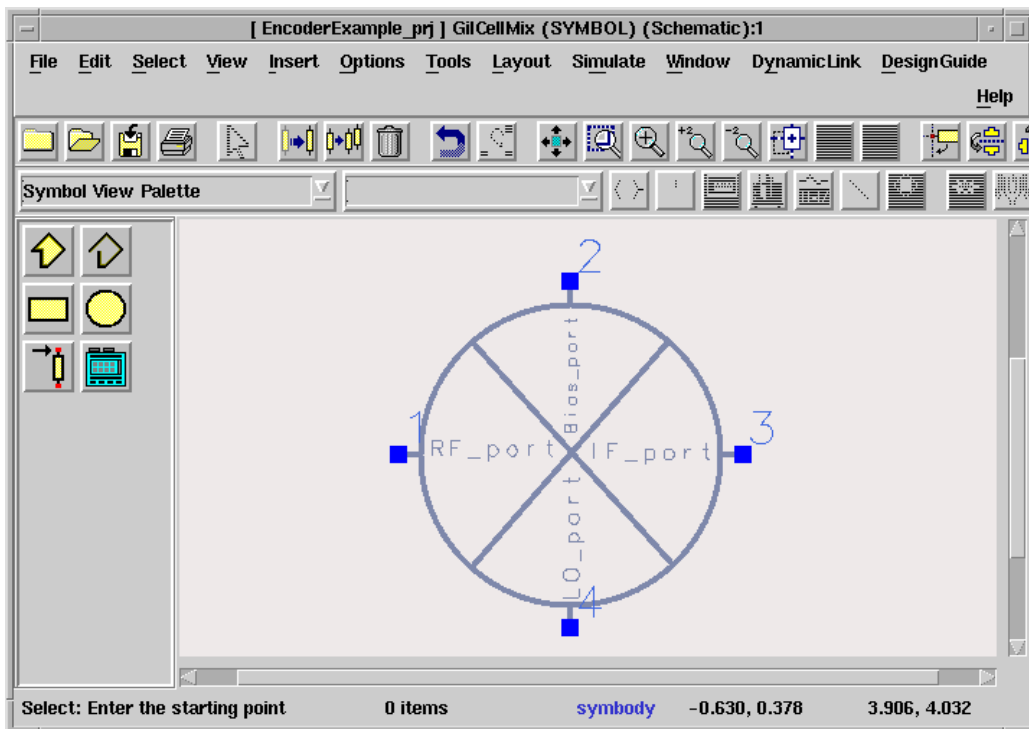 [ EncoderExample_prj ] GilCellMix (SYMBOL) (Schematic):1
File Edit Select View Insert Options Tools Layout Simulate Window DynamicLink DesignGuide
Help
+2 -2
Symbol View Palette
2
Bias_port
1
RF_port
IF_port
3
LO_port
4
Select: Enter the starting point 0 items symbody -0.630, 0.378 3.906, 4.032